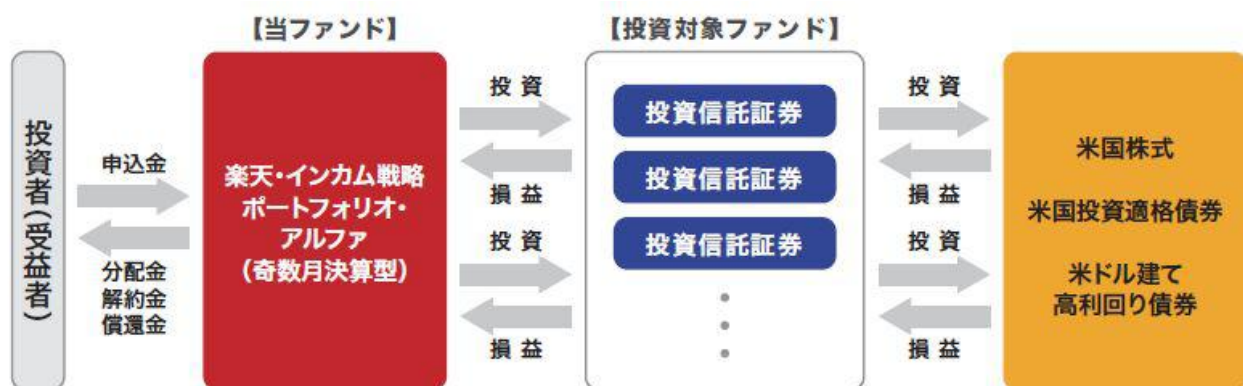 【当ファンド】
【投資対象ファンド】
投資者(受益者)
申込金
分配金
解約金
償還金
楽天・インカム戦略
ポートフォリオ・
アルファ
(奇数月決算型)
投資
損益
投資
損益
投資信託証券
投資信託証券
投資信託証券
投資
損益
投資
損益
米国株式
米国投資適格債券
米ドル建て
高利回り債券